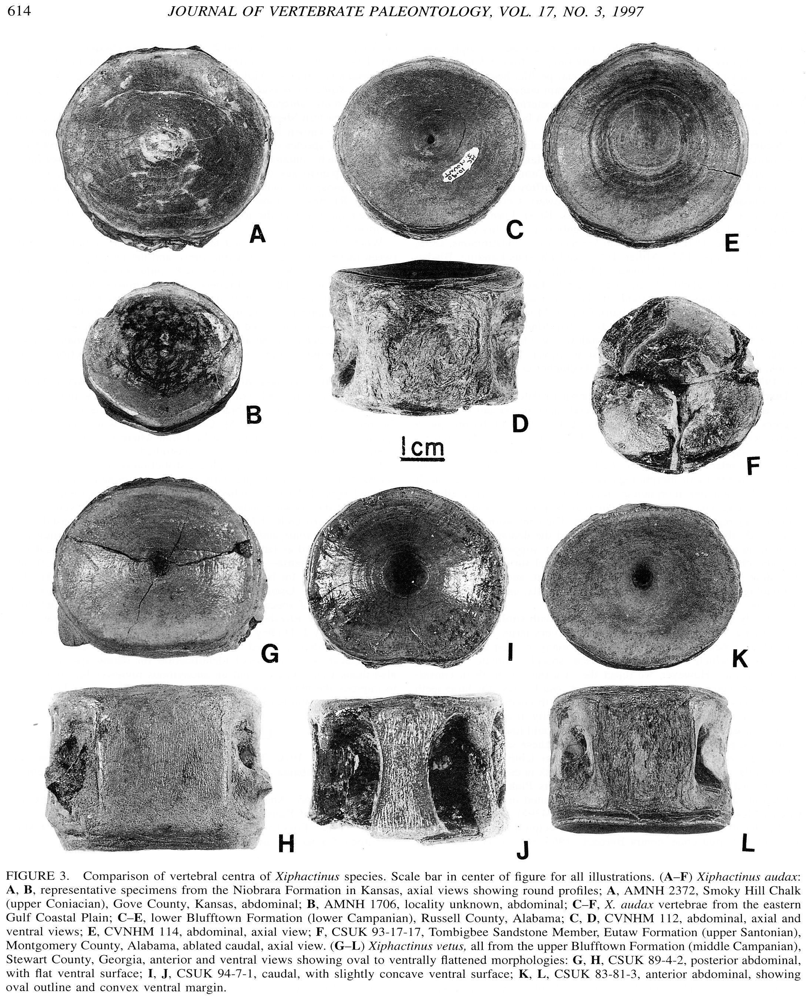 614
JOURNAL OF VERTEBRATE PALEONTOLOGY, VOL. 17, NO. 3, 1997
A
C
E
B
D
F
1cm
G
I
K
H
J
L
FIGURE 3. Comparison of vertebral centra of Xiphactinus species. Scale bar in center of figure for all illustrations. (A–F) Xiphactinus audax:
A, B, representative specimens from the Niobrara Formation in Kansas, axial views showing round profiles; A, AMNH 2372, Smoky Hill Chalk
(upper Coniacian), Gove County, Kansas, abdominal; B, AMNH 1706, locality unknown, abdominal; C–F, X. audax vertebrae from the eastern
Gulf Coastal Plain; C–E, lower Blufftown Formation (lower Campanian), Russell County, Alabama; C, D, CVNHM 112, abdominal, axial and
ventral views; E, CVNHM 114, abdominal, axial view; F, CSUK 93-17-17, Tombigbee Sandstone Member, Eutaw Formation (upper Santonian),
Montgomery County, Alabama, ablated caudal, axial view. (G–L) Xiphactinus vetus, all from the upper Blufftown Formation (middle Campanian),
Stewart County, Georgia, anterior and ventral views showing oval to ventrally flattened morphologies: G, H, CSUK 89-4-2, posterior abdominal,
with flat ventral surface; I, J, CSUK 94-7-1, caudal, with slightly concave ventral surface; K, L, CSUK 83-81-3, anterior abdominal, showing
oval outline and convex ventral margin.